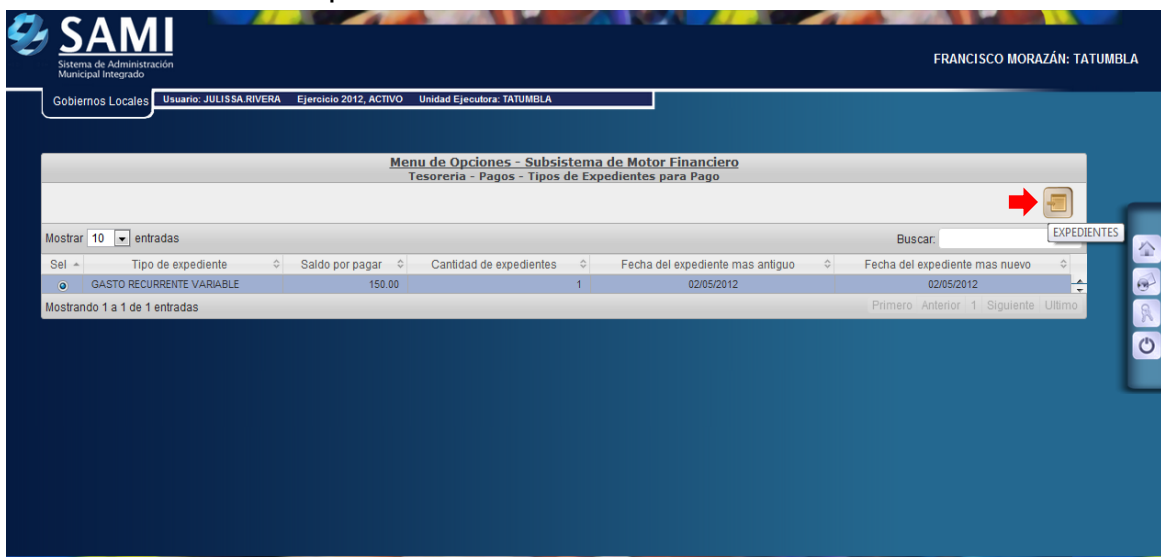 SAMI
Sistema de Administración
Municipal Integrado
FRANCISCO MORAZÁN: TATUMBLA
Gobiernos Locales
Usuario: JULISSA.RIVERA Ejercicio 2012, ACTIVO Unidad Ejecutora: TATUMBLA
Menu de Opciones - Subsistema de Motor Financiero
Tesoreria - Pagos - Tipos de Expedientes para Pago
EXPEDIENTES
Mostrar 10 entradas Buscar:
Sel Tipo de expediente Saldo por pagar Cantidad de expedientes Fecha del expediente mas antiguo Fecha del expediente mas nuevo
GASTO RECURRENTE VARIABLE 150.00 1 02/05/2012 02/05/2012
Mostrando 1 a 1 de 1 entradas Primero Anterior 1 Siguiente Ultimo